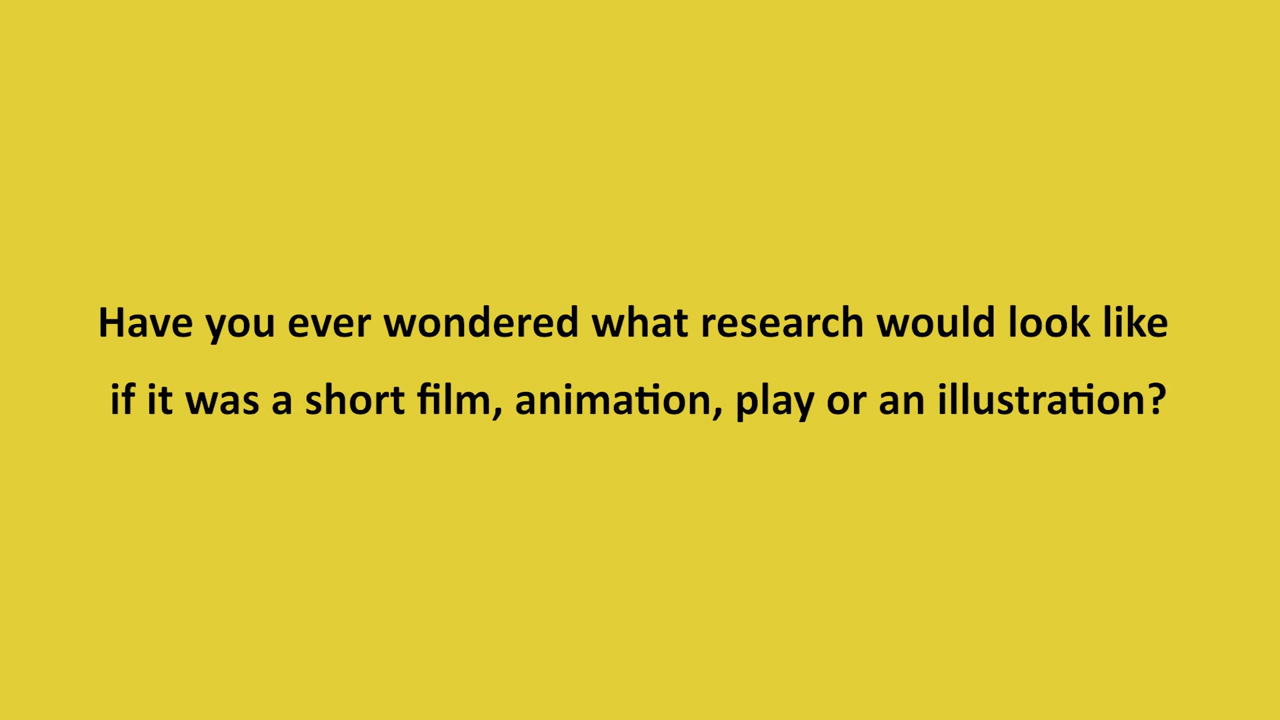 Have you ever wondered what research would look like
if it was a short film, animation, play or an illustration?